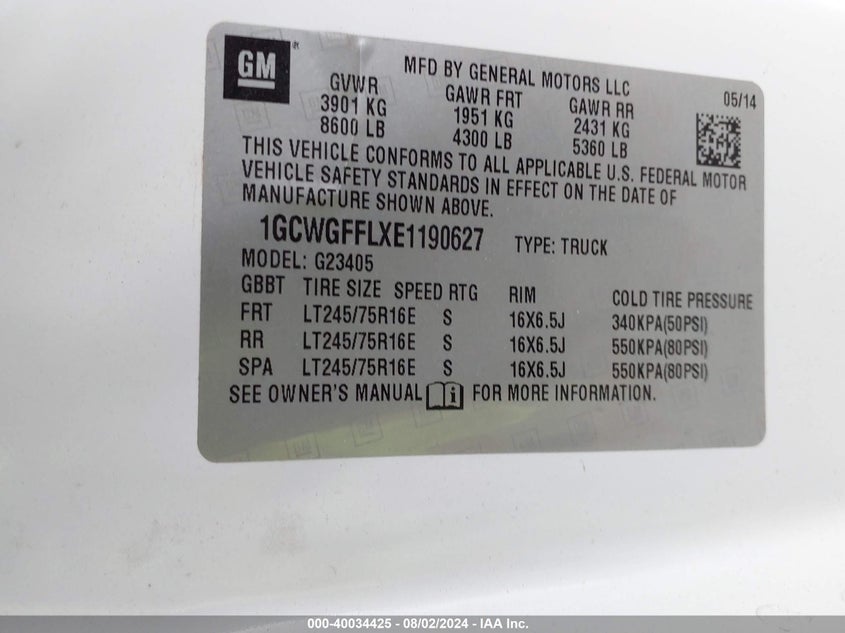 GM
MFD BY GENERAL MOTORS LLC
05/14
GVWR GAWR FRT GAWR RR
3901 KG 1951 KG 2431 KG
8600 LB 4300 LB 5360 LB
THIS VEHICLE CONFORMS TO ALL APPLICABLE U.S. FEDERAL MOTOR
VEHICLE SAFETY STANDARDS IN EFFECT ON THE DATE OF
MANUFACTURE SHOWN ABOVE.
1GCWGFFLXE1190627 TYPE: TRUCK
MODEL: G23405
GBBT TIRE SIZE SPEED RTG RIM COLD TIRE PRESSURE
FRT LT245/75R16E S 16X6.5J 340KPA(50PSI)
RR LT245/75R16E S 16X6.5J 550KPA(80PSI)
SPA LT245/75R16E S 16X6.5J 550KPA(80PSI)
SEE OWNER'S MANUAL i FOR MORE INFORMATION.
000-40034425 - 08/02/2024 - IAA Inc.